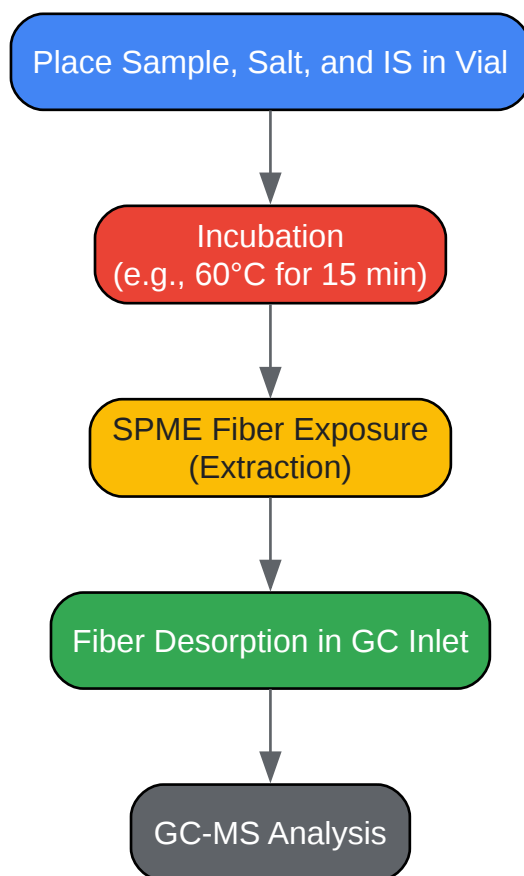 Place Sample, Salt, and IS in Vial
Incubation
(e.g., 60°C for 15 min)
SPME Fiber Exposure
(Extraction)
Fiber Desorption in GC Inlet
GC-MS Analysis